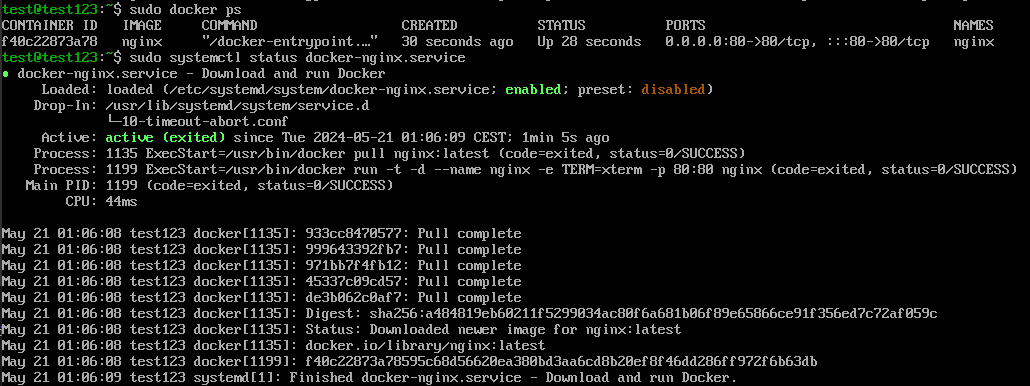 test@test123:~$ sudo docker ps
CONTAINER ID   IMAGE     COMMAND                  CREATED          STATUS          PORTS                               NAMES
f40c22873a78   nginx     "/docker-entrypoint.…"   30 seconds ago   Up 28 seconds   0.0.0.0:80->80/tcp, :::80->80/tcp   nginx
test@test123:~$ sudo systemctl status docker-nginx.service
● docker-nginx.service - Download and run Docker
     Loaded: loaded (/etc/systemd/system/docker-nginx.service; enabled; preset: disabled)
    Drop-In: /usr/lib/systemd/system/service.d
             └─10-timeout-abort.conf
     Active: active (exited) since Tue 2024-05-21 01:06:09 CEST; 1min 5s ago
    Process: 1135 ExecStart=/usr/bin/docker pull nginx:latest (code=exited, status=0/SUCCESS)
    Process: 1199 ExecStart=/usr/bin/docker run -t -d --name nginx -e TERM=xterm -p 80:80 nginx (code=exited, status=0/SUCCESS)
   Main PID: 1199 (code=exited, status=0/SUCCESS)
        CPU: 44ms

May 21 01:06:08 test123 docker[1135]: 933cc8470577: Pull complete
May 21 01:06:08 test123 docker[1135]: 999643392fb7: Pull complete
May 21 01:06:08 test123 docker[1135]: 971bb7f4fb12: Pull complete
May 21 01:06:08 test123 docker[1135]: 45337c09cd57: Pull complete
May 21 01:06:08 test123 docker[1135]: de3b062c0af7: Pull complete
May 21 01:06:08 test123 docker[1135]: Digest: sha256:a484819eb60211f5299034ac80f6a681b06f89e65866ce91f356ed7c72af059c
May 21 01:06:08 test123 docker[1135]: Status: Downloaded newer image for nginx:latest
May 21 01:06:08 test123 docker[1135]: docker.io/library/nginx:latest
May 21 01:06:08 test123 docker[1199]: f40c22873a78595c68d56620ea380bd3aa6cd8b20ef8f46dd286ff972f6b63db
May 21 01:06:09 test123 systemd[1]: Finished docker-nginx.service - Download and run Docker.